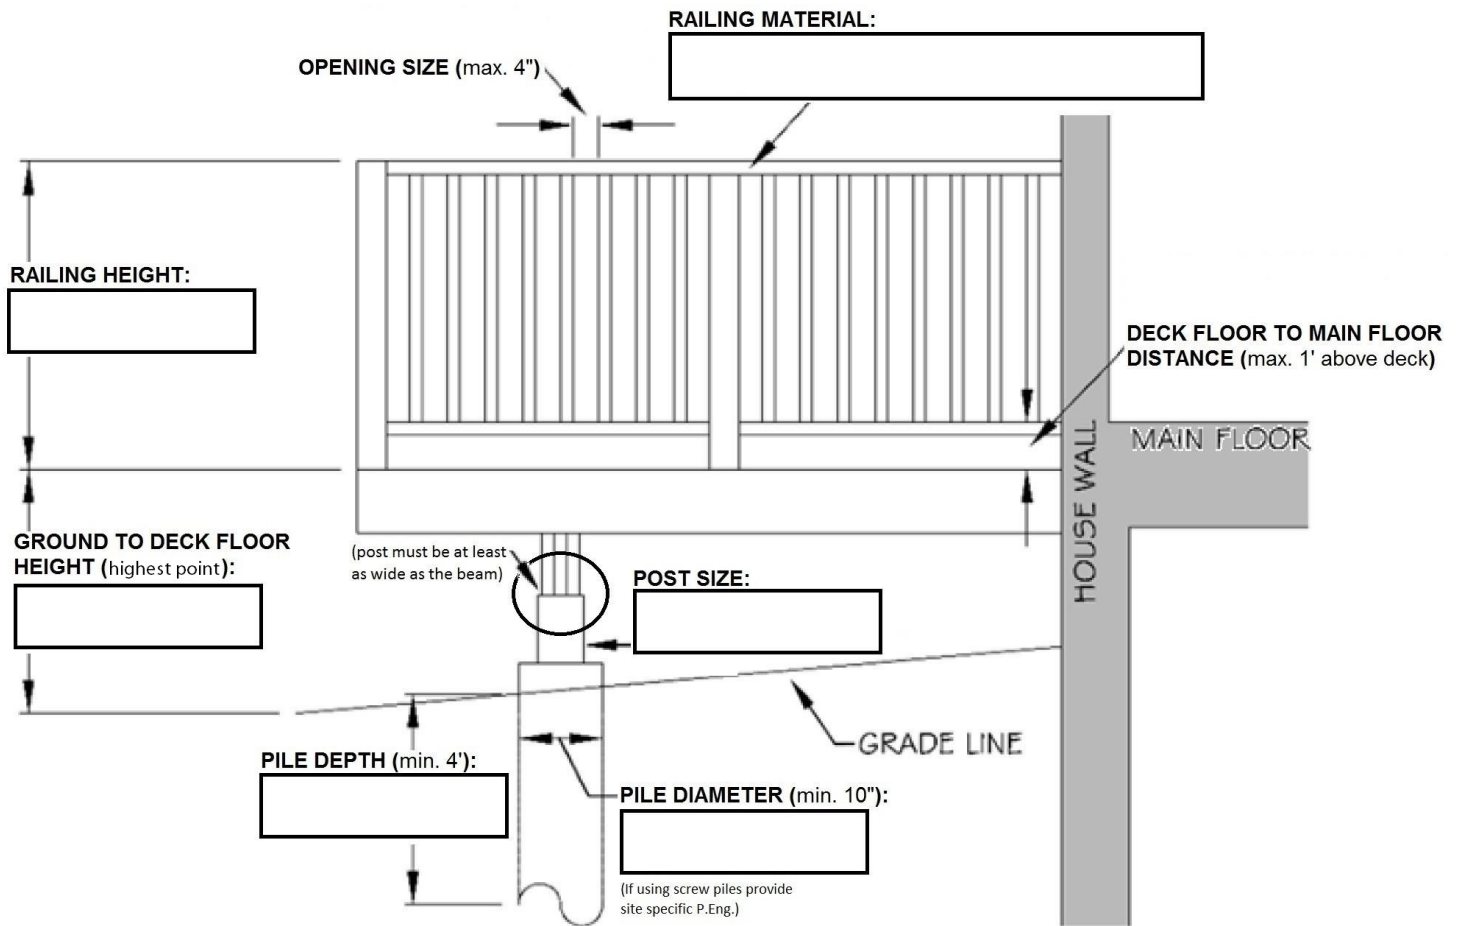 RAILING MATERIAL:
OPENING SIZE (max. 4")
RAILING HEIGHT:
DECK FLOOR TO MAIN FLOOR
DISTANCE (max. 1' above deck)
MAIN FLOOR
HOUSE WALL
GROUND TO DECK FLOOR
HEIGHT (highest point):
(post must be at least
as wide as the beam)
POST SIZE:
GRADE LINE
PILE DEPTH (min. 4'):
PILE DIAMETER (min. 10"):
(If using screw piles provide
site specific P.Eng.)